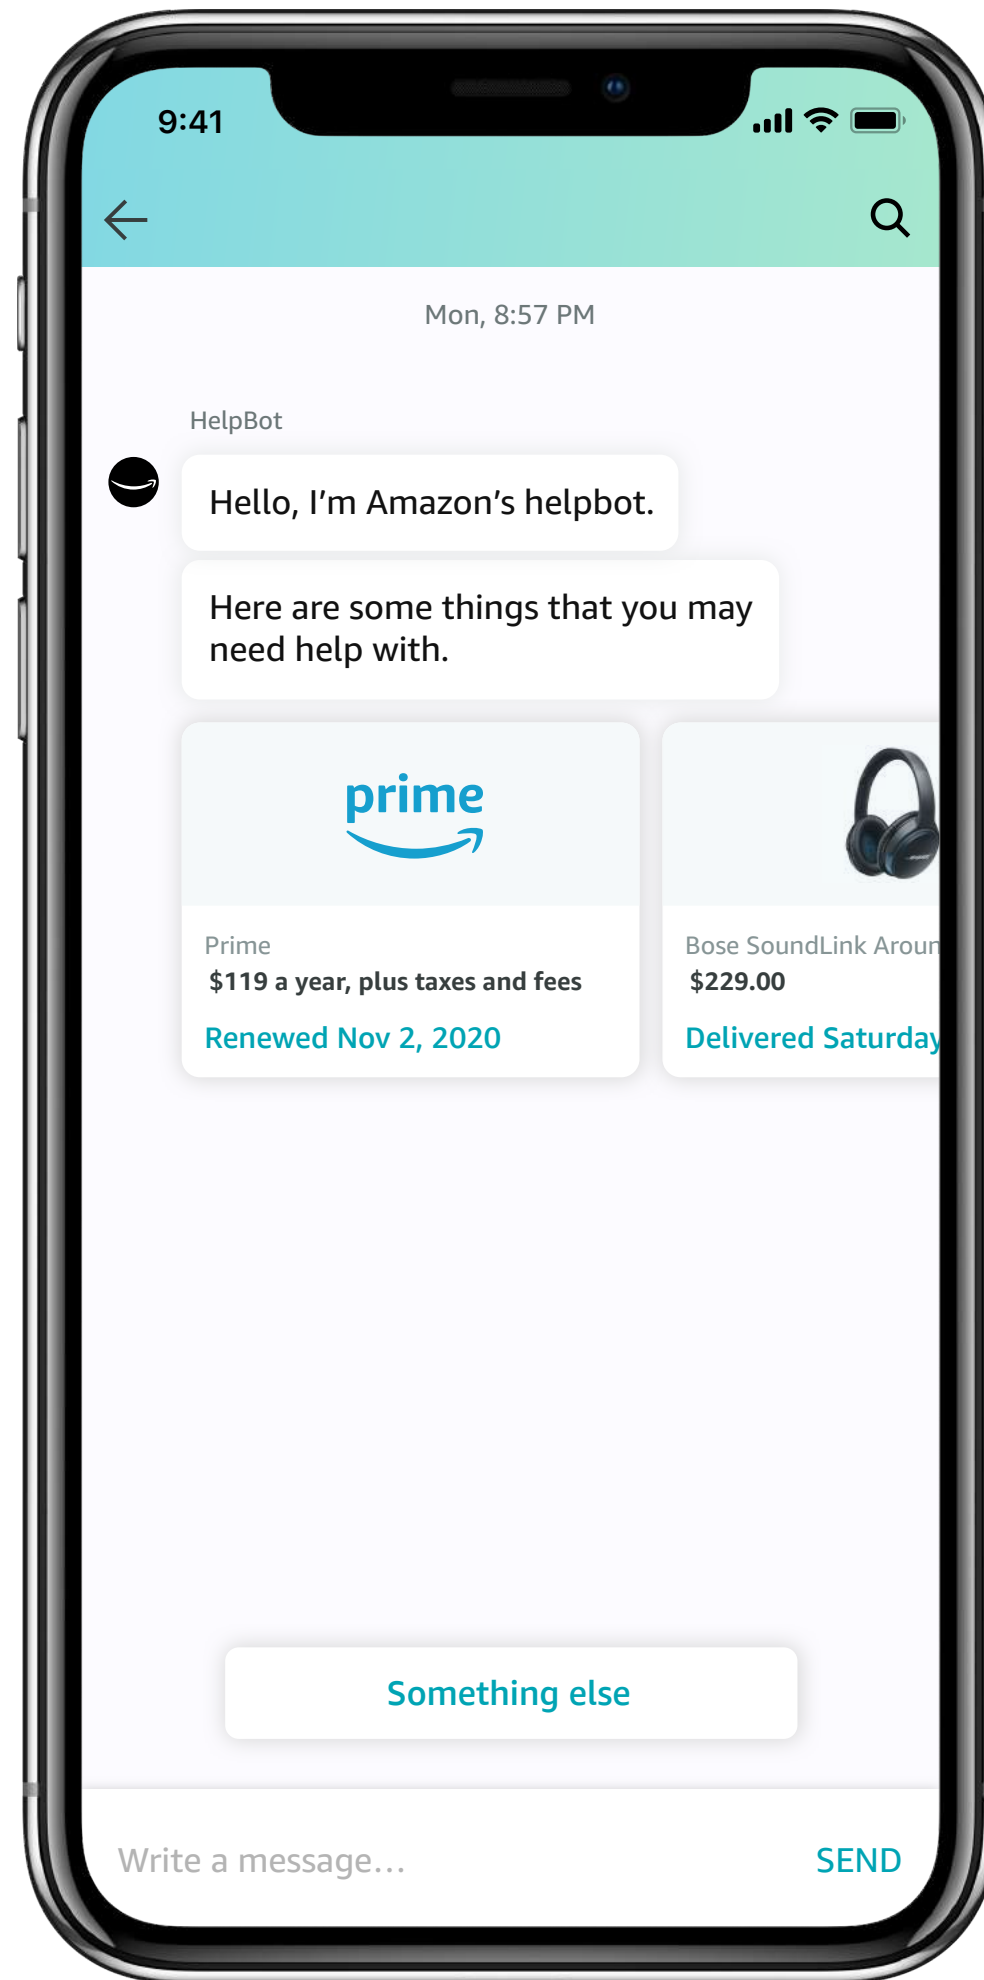 9:41
Mon, 8:57 PM
HelpBot
Hello, I'm Amazon's helpbot.
Here are some things that you may
need help with.
prime
Prime
$119 a year, plus taxes and fees
Renewed Nov 2, 2020
Bose SoundLink Aroun
$229.00
Delivered Saturday
Something else
Write a message...
SEND